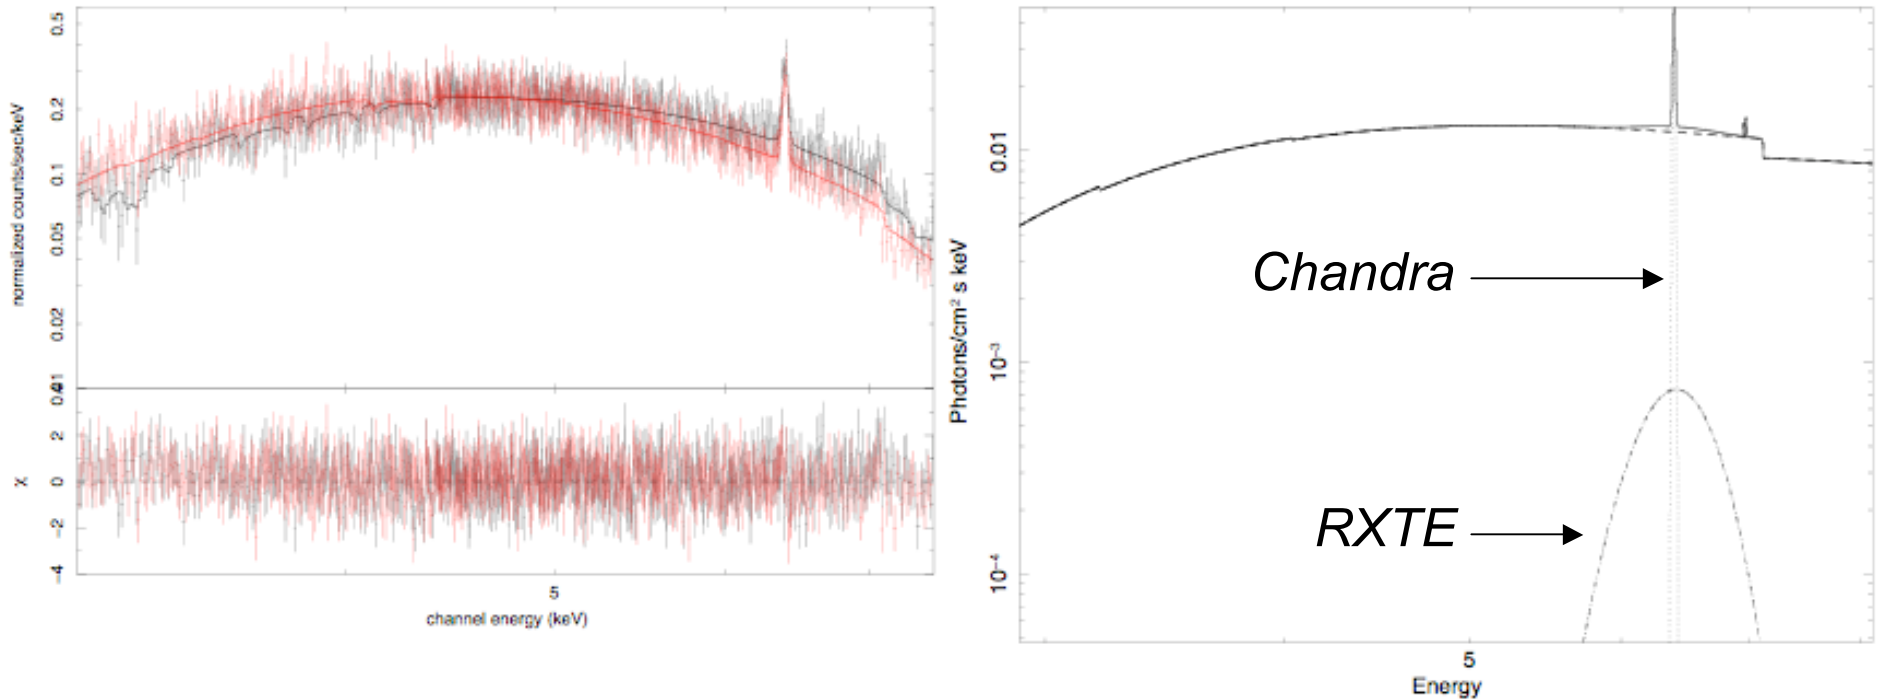 normalized counts/sec/keV
0.5
0.2
0.1
0.05
0.02
χ
2
0
−2
−4
5
channel energy (keV)
Photons/cm² s keV
0.01
10⁻³
10⁻⁴
Chandra
RXTE
5
Energy